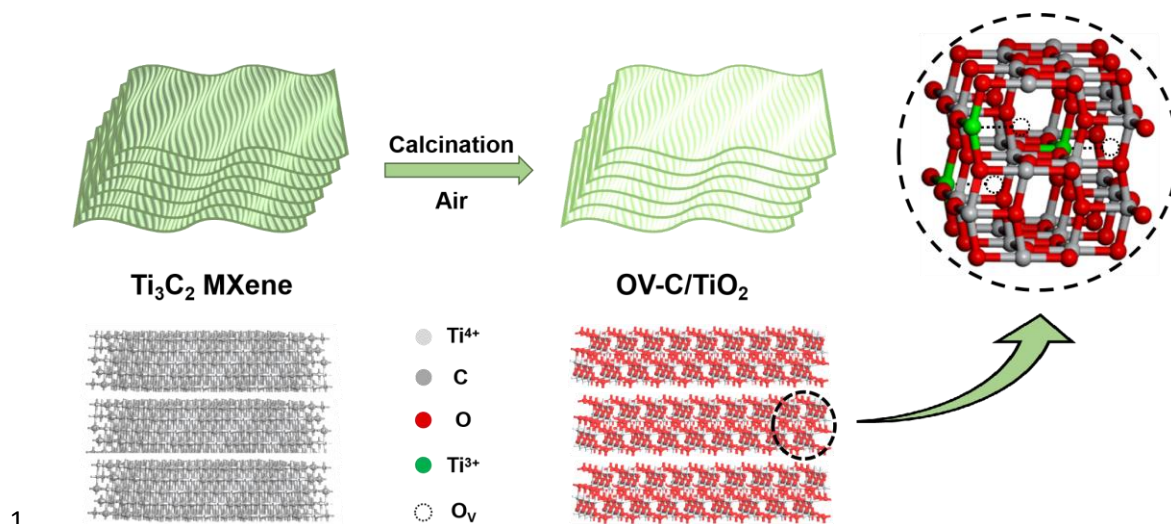 Calcination
Air
Ti₃C₂ MXene
OV-C/TiO₂
Ti⁴⁺
C
O
Ti³⁺
Oᵥ
1